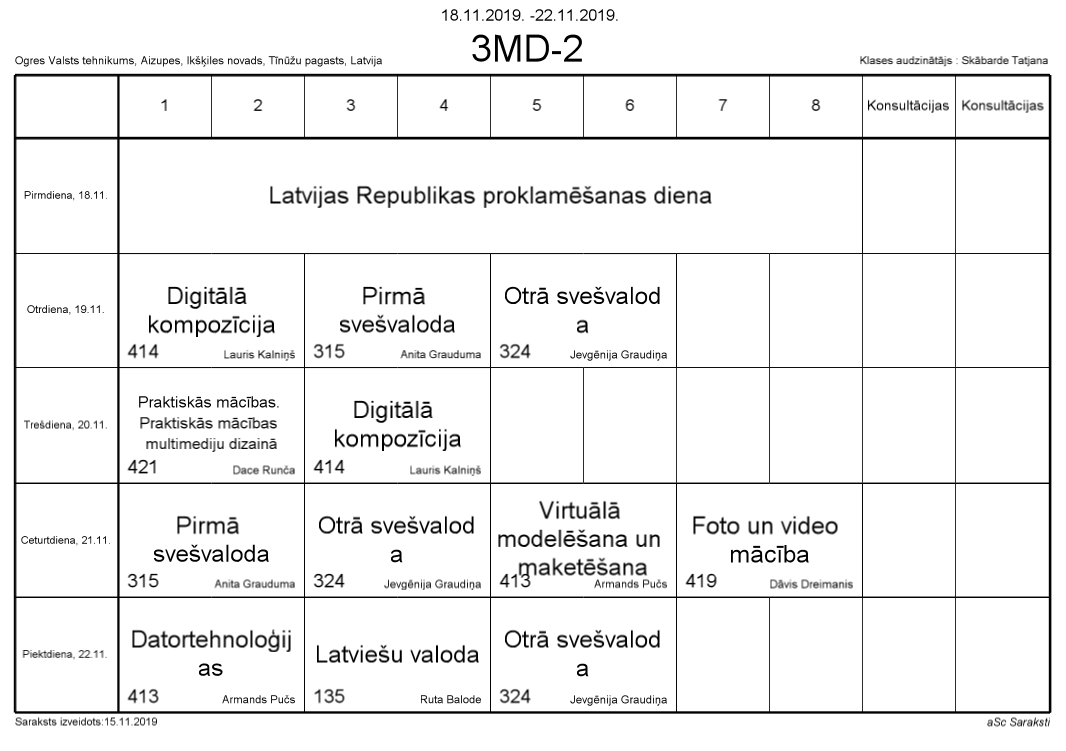 18.11.2019. -22.11.2019.
3MD-2
Ogres Valsts tehnikums, Aizupes, Ikšķiles novads, Tīnūžu pagasts, Latvija
Klases audzinātājs : Skābarde Tatjana
1 2 3 4 5 6 7 8 Konsultācijas Konsultācijas
Pirmdiena, 18.11.
Latvijas Republikas proklamēšanas diena
Otrdiena, 19.11.
Digitālā
kompozīcija
414 Lauris Kalniņš
Pirmā
svešvaloda
315 Anita Grauduma
Otrā svešvalod
a
324 Jevgēnija Graudiņa
Trešdiena, 20.11.
Praktiskās mācības.
Praktiskās mācības
multimediju dizainā
421 Dace Runča
Digitālā
kompozīcija
414 Lauris Kalniņš
Ceturtdiena, 21.11.
Pirmā
svešvaloda
315 Anita Grauduma
Otrā svešvalod
a
324 Jevgēnija Graudiņa
Virtuālā
modelēšana un
maketēšana
413 Armands Pučs
Foto un video
mācība
419 Dāvis Dreimanis
Piektdiena, 22.11.
Datortehnoloģij
as
413 Armands Pučs
Latviešu valoda
135 Ruta Balode
Otrā svešvalod
a
324 Jevgēnija Graudiņa
Saraksts izveidots:15.11.2019
aSc Saraksti